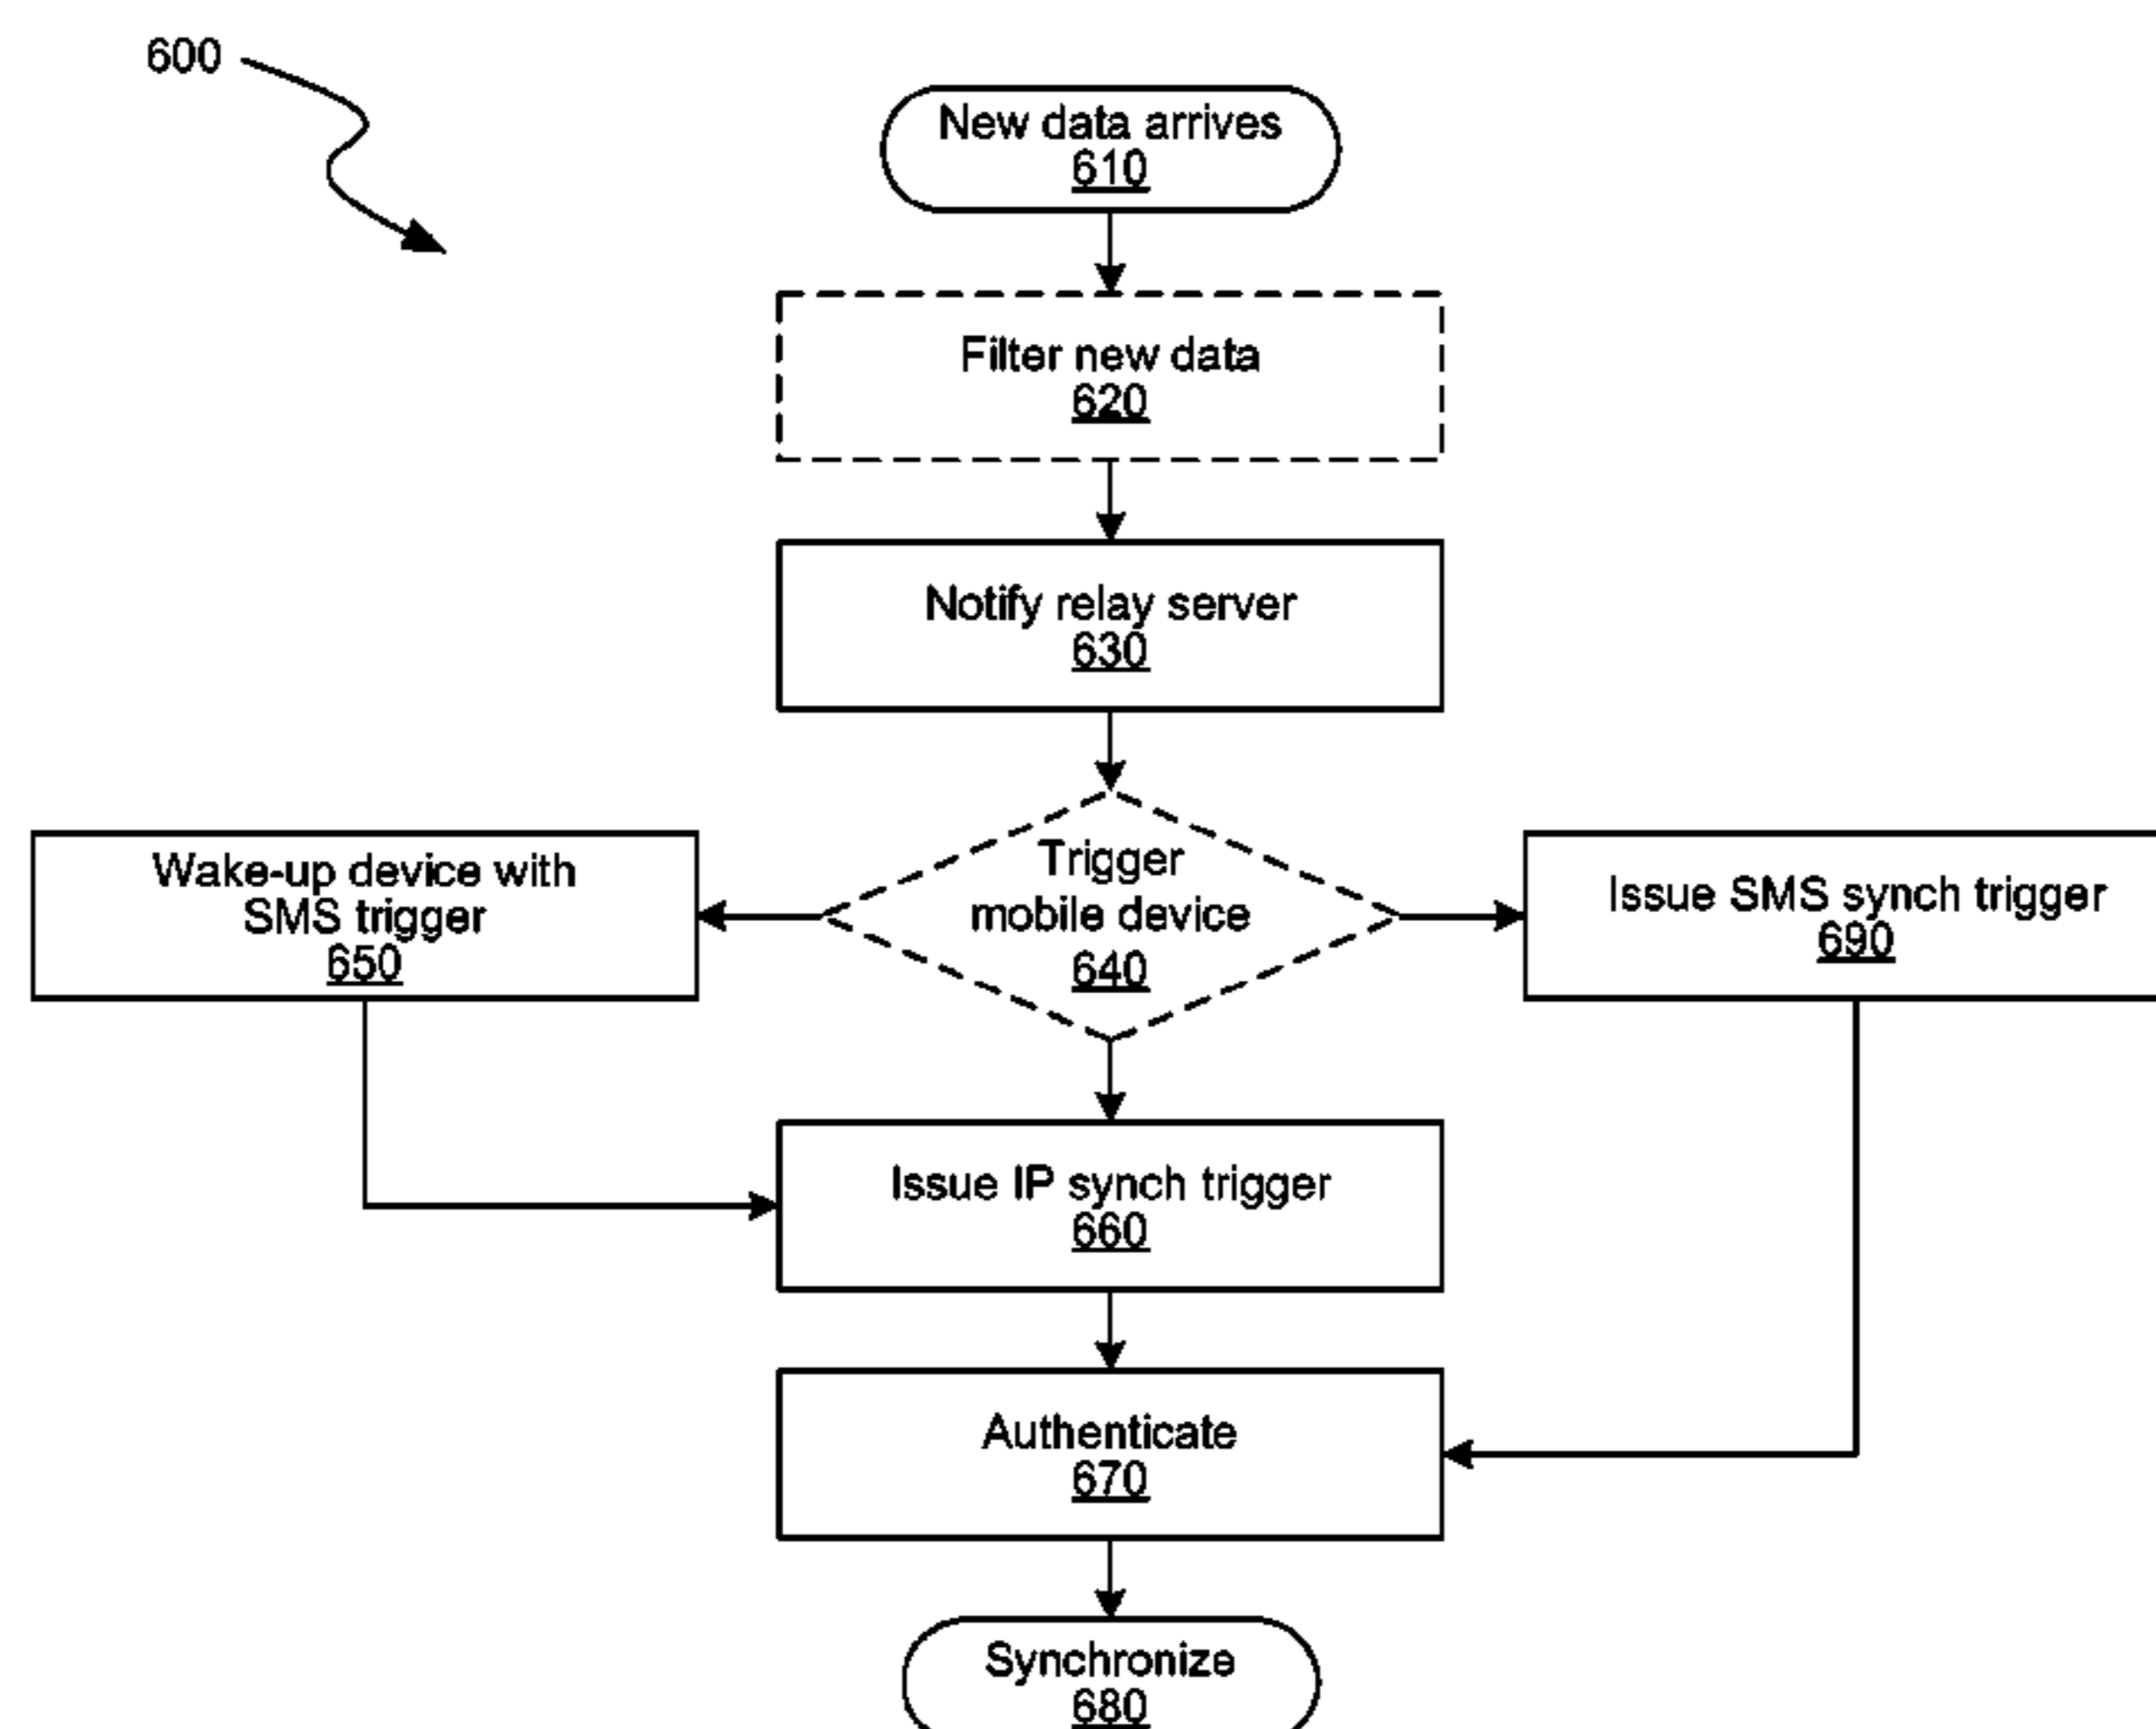 600
New data arrives
610
Filter new data
620
Notify relay server
630
Trigger
mobile device
640
Wake-up device with
SMS trigger
650
Issue SMS synch trigger
690
Issue IP synch trigger
660
Authenticate
670
Synchronize
680